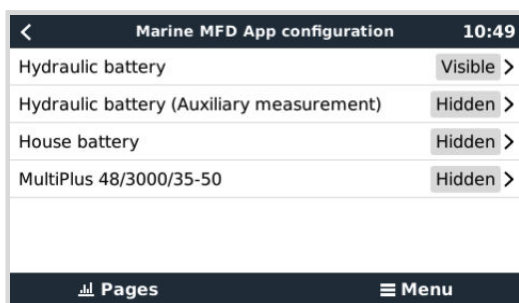 Marine MFD App configuration 10:49
Hydraulic battery Visible
Hydraulic battery (Auxiliary measurement) Hidden
House battery Hidden
MultiPlus 48/3000/35-50 Hidden
Pages Menu